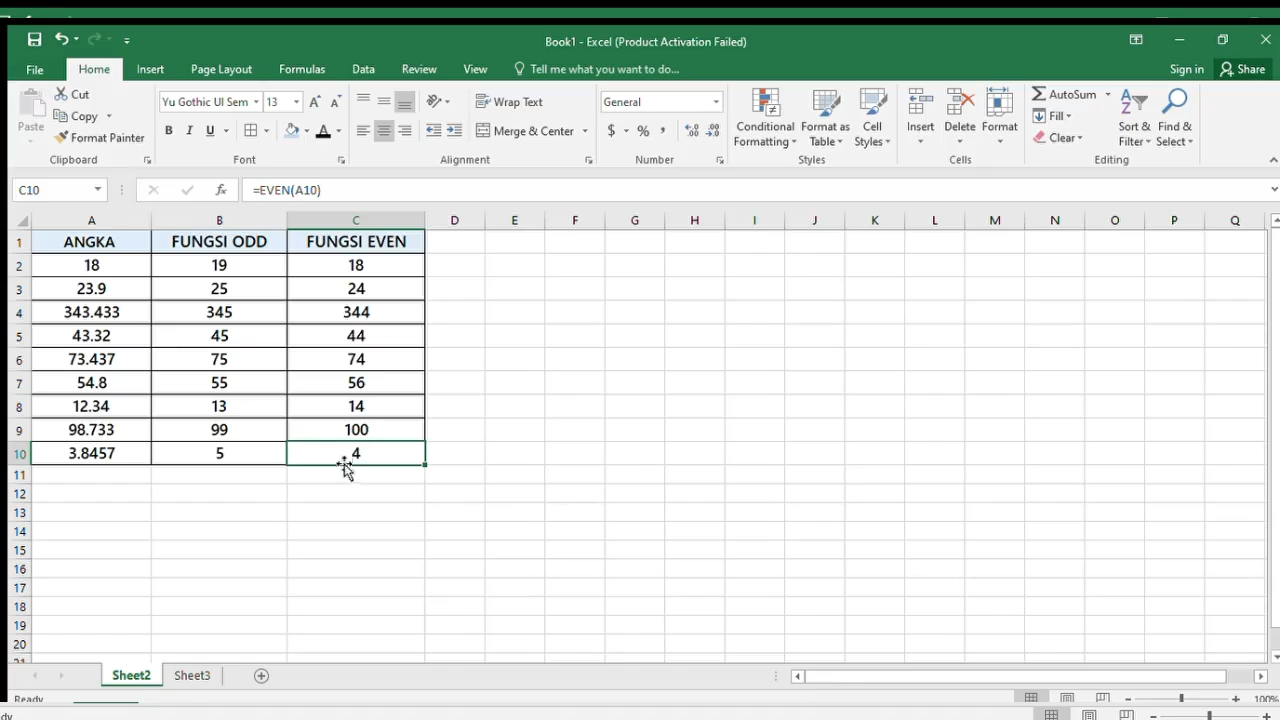 Book1 - Excel (Product Activation Failed)
File Home Insert Page Layout Formulas Data Review View Tell me what you want to do... Sign in Share
Paste
Cut
Copy
Format Painter
Clipboard
Yu Gothic UI Sem 13
B I U
Font
Wrap Text
Merge & Center
Alignment
General
$ % ,
Number
Conditional Formatting
Format as Table
Cell Styles
Styles
Insert Delete Format
Cells
AutoSum
Fill
Clear
Sort & Filter
Find & Select
Editing
C10 fx =EVEN(A10)
A B C D E F G H I J K L M N O P Q
1 ANGKA FUNGSI ODD FUNGSI EVEN
2 18 19 18
3 23.9 25 24
4 343.433 345 344
5 43.32 45 44
6 73.437 75 74
7 54.8 55 56
8 12.34 13 14
9 98.733 99 100
10 3.8457 5 4
11
12
13
14
15
16
17
18
19
20
21
Sheet2 Sheet3
Ready 100%
dy